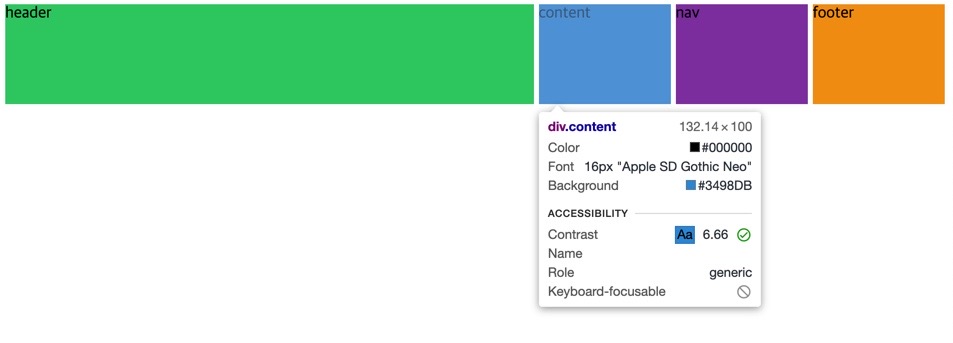 header content nav footer
div.content 132.14 × 100
Color #000000
Font 16px "Apple SD Gothic Neo"
Background #3498DB
ACCESSIBILITY
Contrast Aa 6.66
Name
Role generic
Keyboard-focusable